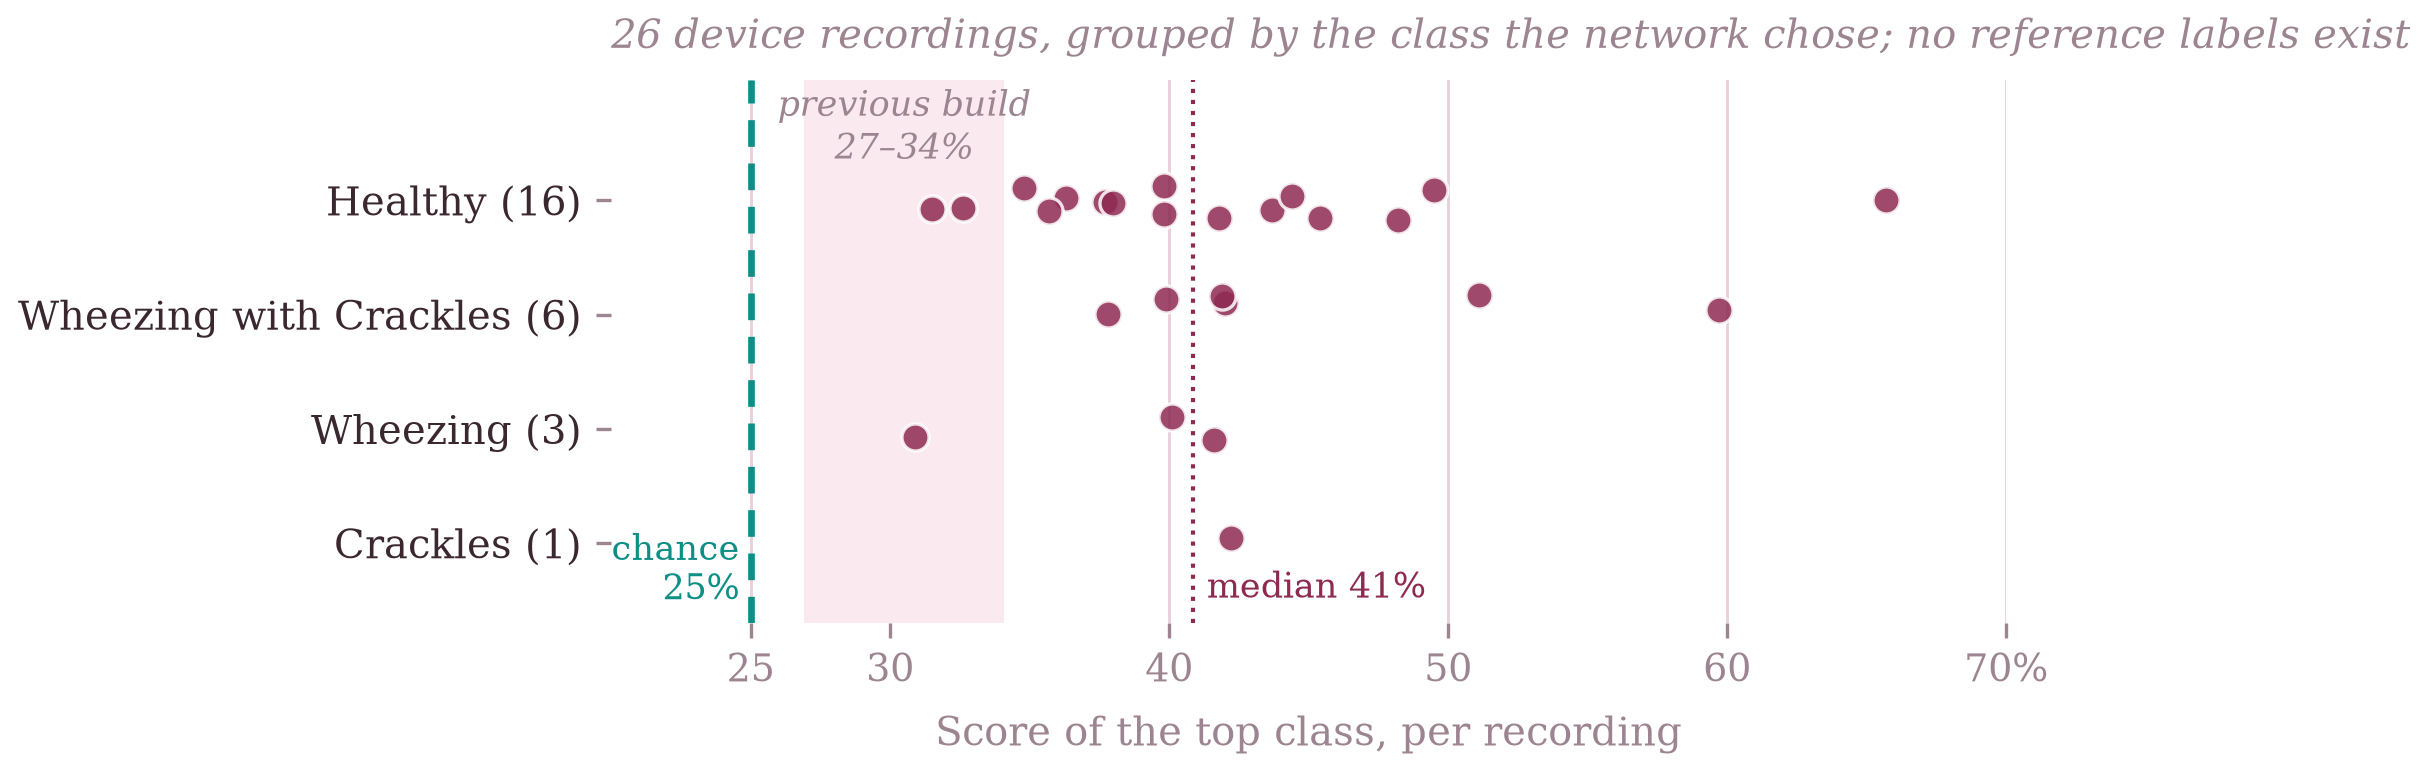 26 device recordings, grouped by the class the network chose; no reference labels exist
previous build
27–34%
Healthy (16)
Wheezing with Crackles (6)
Wheezing (3)
Crackles (1)
chance
25%
median 41%
25 30 40 50 60 70%
Score of the top class, per recording